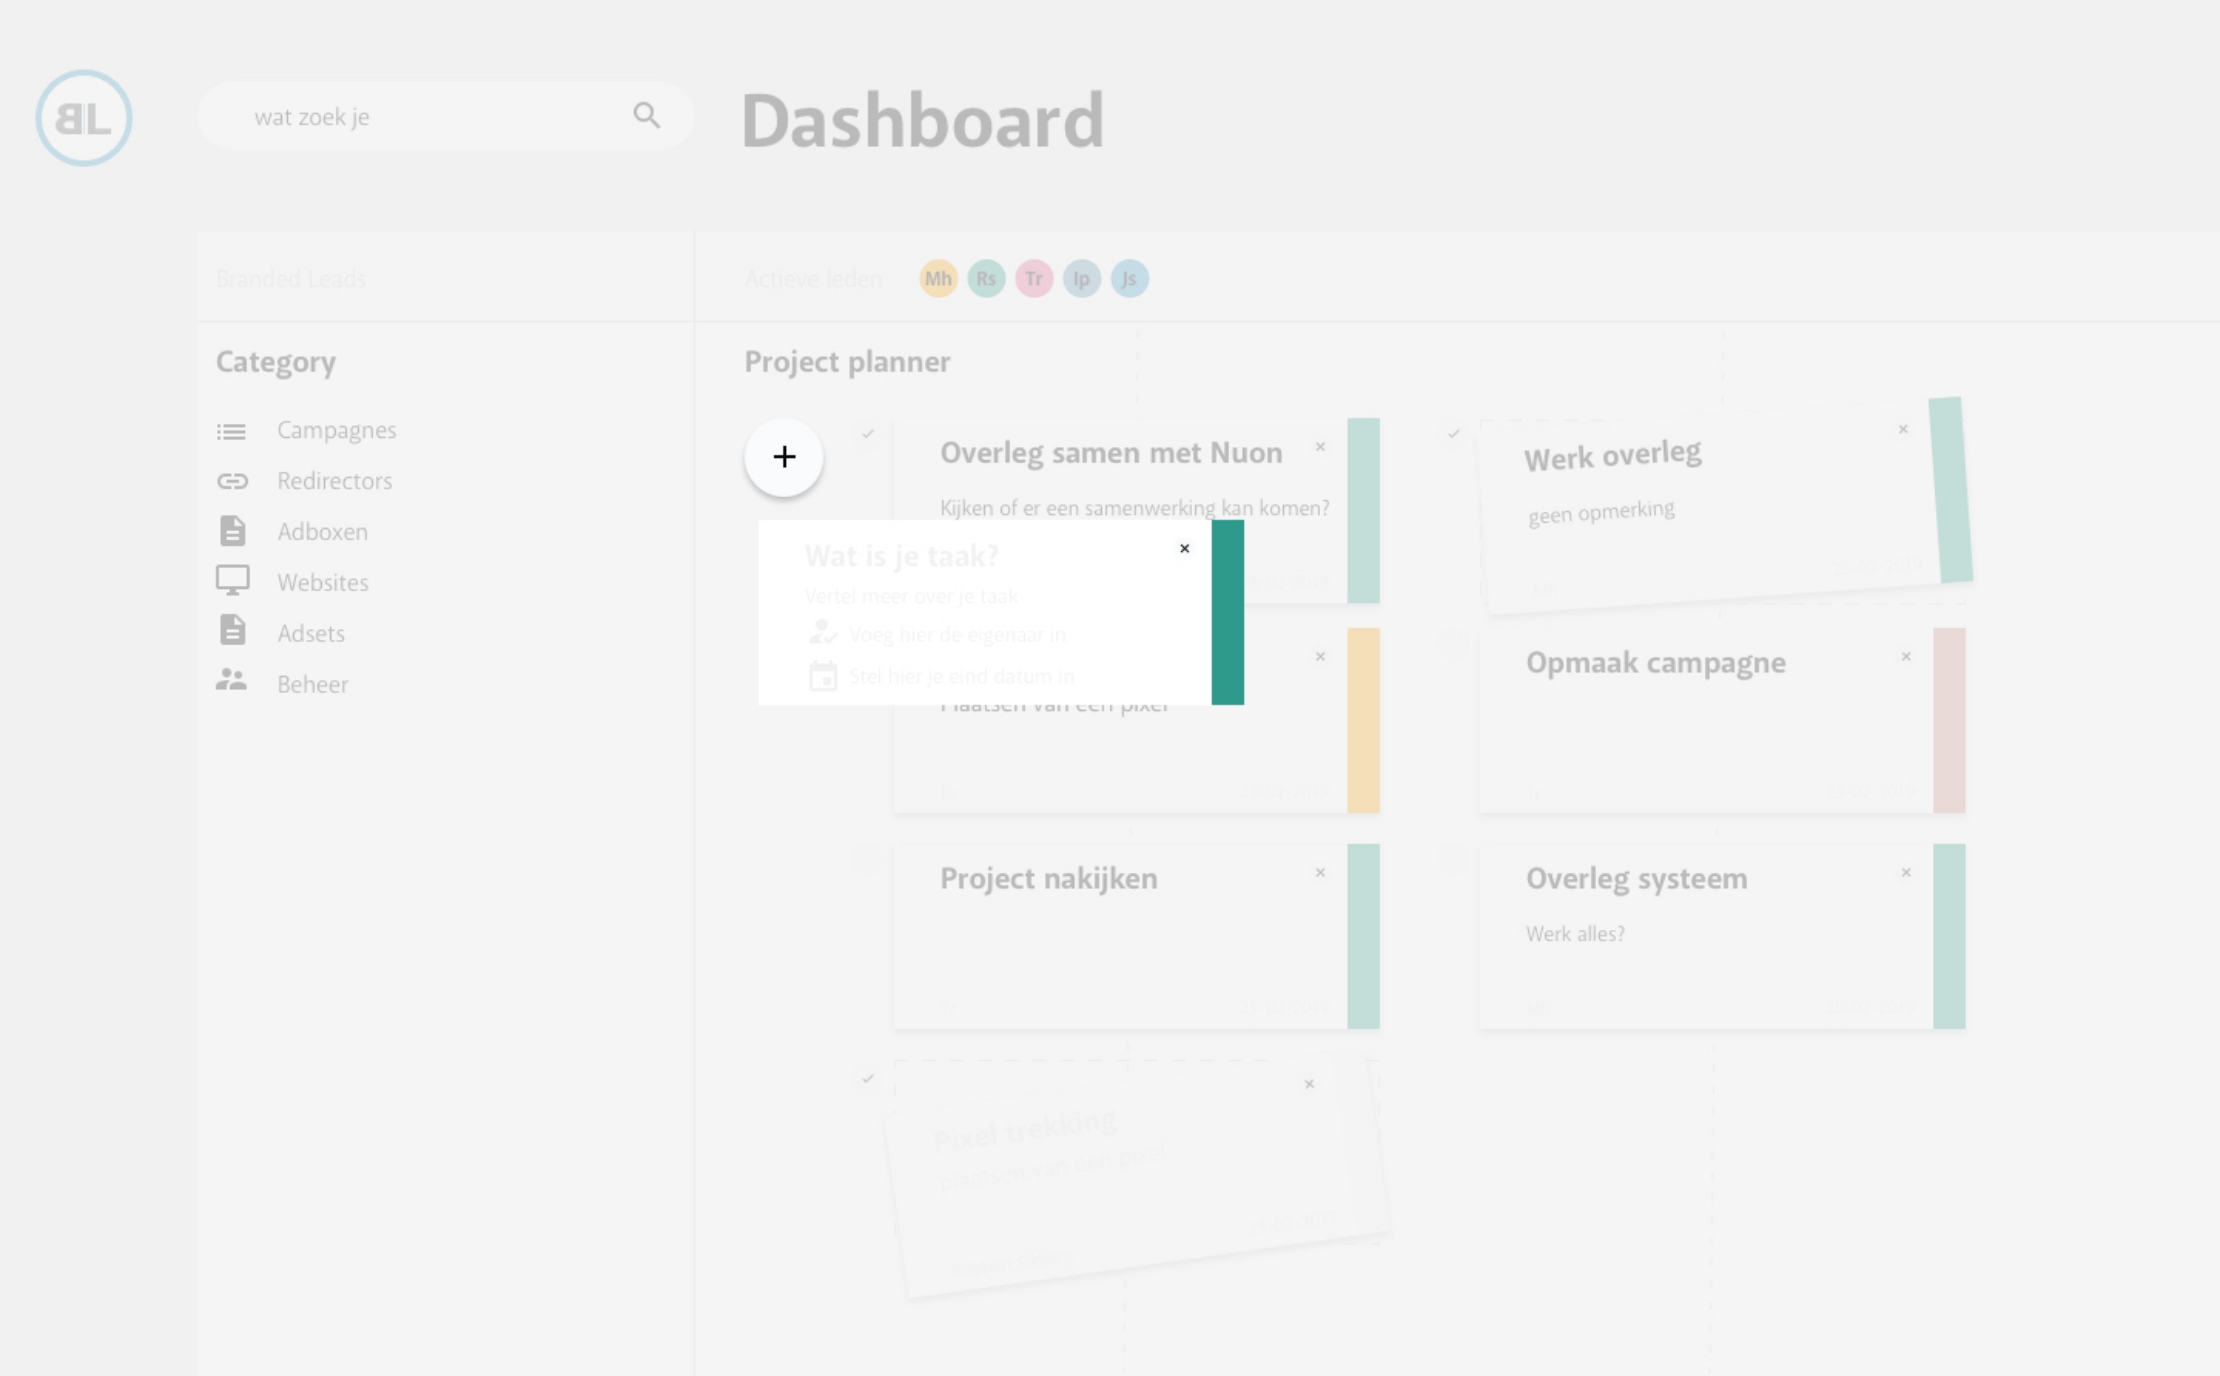 BL
wat zoek je
Dashboard
Branded Leads
Actieve leden
Mh Rs Tr Ip Js
Category
Campagnes
Redirectors
Adboxen
Websites
Adsets
Beheer
Project planner
+
Overleg samen met Nuon
Kijken of er een samenwerking kan komen?
Werk overleg
geen opmerking
Mh
25-02-2019
Wat is je taak?
Vertel meer over je taak
Voeg hier de eigenaar in
Stel hier je eind datum in
Plaatsen van een pixel
Opmaak campagne
Project nakijken
Overleg systeem
Werk alles?
Pixel trekking
plaatsen van een pixel